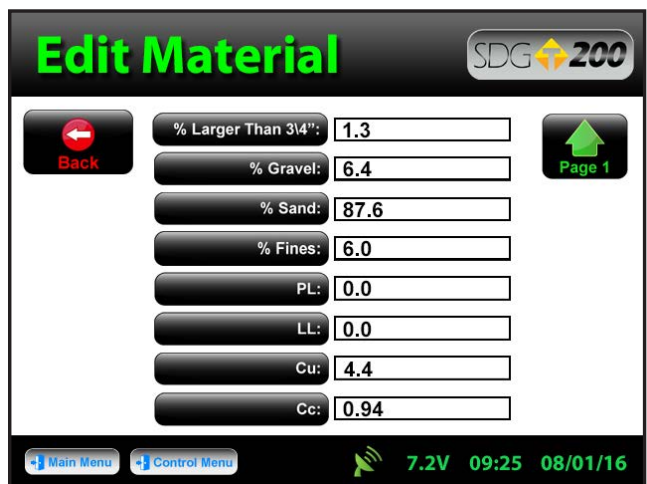 Edit Material
SDG 200
Back
Page 1
% Larger Than 3\4”: 1.3
% Gravel: 6.4
% Sand: 87.6
% Fines: 6.0
PL: 0.0
LL: 0.0
Cu: 4.4
Cc: 0.94
Main Menu Control Menu 7.2V 09:25 08/01/16